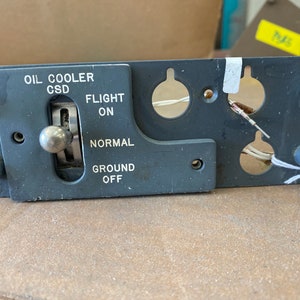 OIL COOLER
CSD
FLIGHT
ON
NORMAL
GROUND
OFF